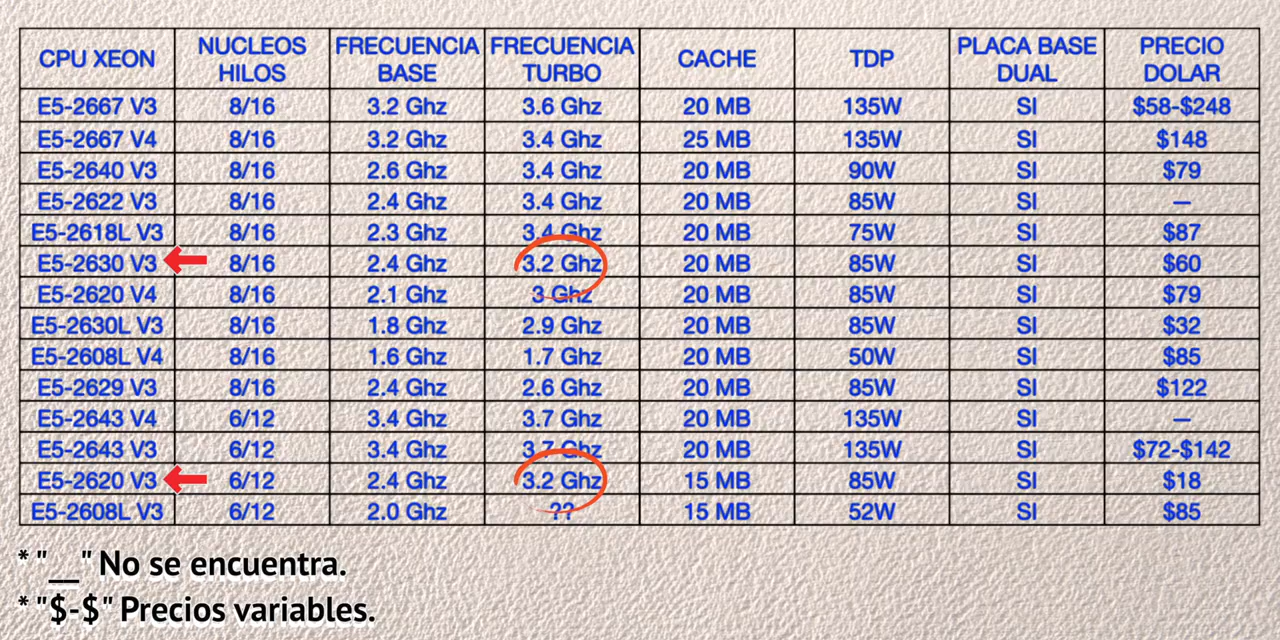 CPU XEON NUCLEOS HILOS FRECUENCIA BASE FRECUENCIA TURBO CACHE TDP PLACA BASE DUAL PRECIO DOLAR
E5-2667 V3 8/16 3.2 Ghz 3.6 Ghz 20 MB 135W SI $58-$248
E5-2667 V4 8/16 3.2 Ghz 3.4 Ghz 25 MB 135W SI $148
E5-2640 V3 8/16 2.6 Ghz 3.4 Ghz 20 MB 90W SI $79
E5-2622 V3 8/16 2.4 Ghz 3.4 Ghz 20 MB 85W SI —
E5-2618L V3 8/16 2.3 Ghz 3.4 Ghz 20 MB 75W SI $87
E5-2630 V3 8/16 2.4 Ghz 3.2 Ghz 20 MB 85W SI $60
E5-2620 V4 8/16 2.1 Ghz 3 Ghz 20 MB 85W SI $79
E5-2630L V3 8/16 1.8 Ghz 2.9 Ghz 20 MB 85W SI $32
E5-2608L V4 8/16 1.6 Ghz 1.7 Ghz 20 MB 50W SI $85
E5-2629 V3 8/16 2.4 Ghz 2.6 Ghz 20 MB 85W SI $122
E5-2643 V4 6/12 3.4 Ghz 3.7 Ghz 20 MB 135W SI —
E5-2643 V3 6/12 3.4 Ghz 3.7 Ghz 20 MB 135W SI $72-$142
E5-2620 V3 6/12 2.4 Ghz 3.2 Ghz 15 MB 85W SI $18
E5-2608L V3 6/12 2.0 Ghz ?? 15 MB 52W SI $85
* "__" No se encuentra.
* "$-$" Precios variables.